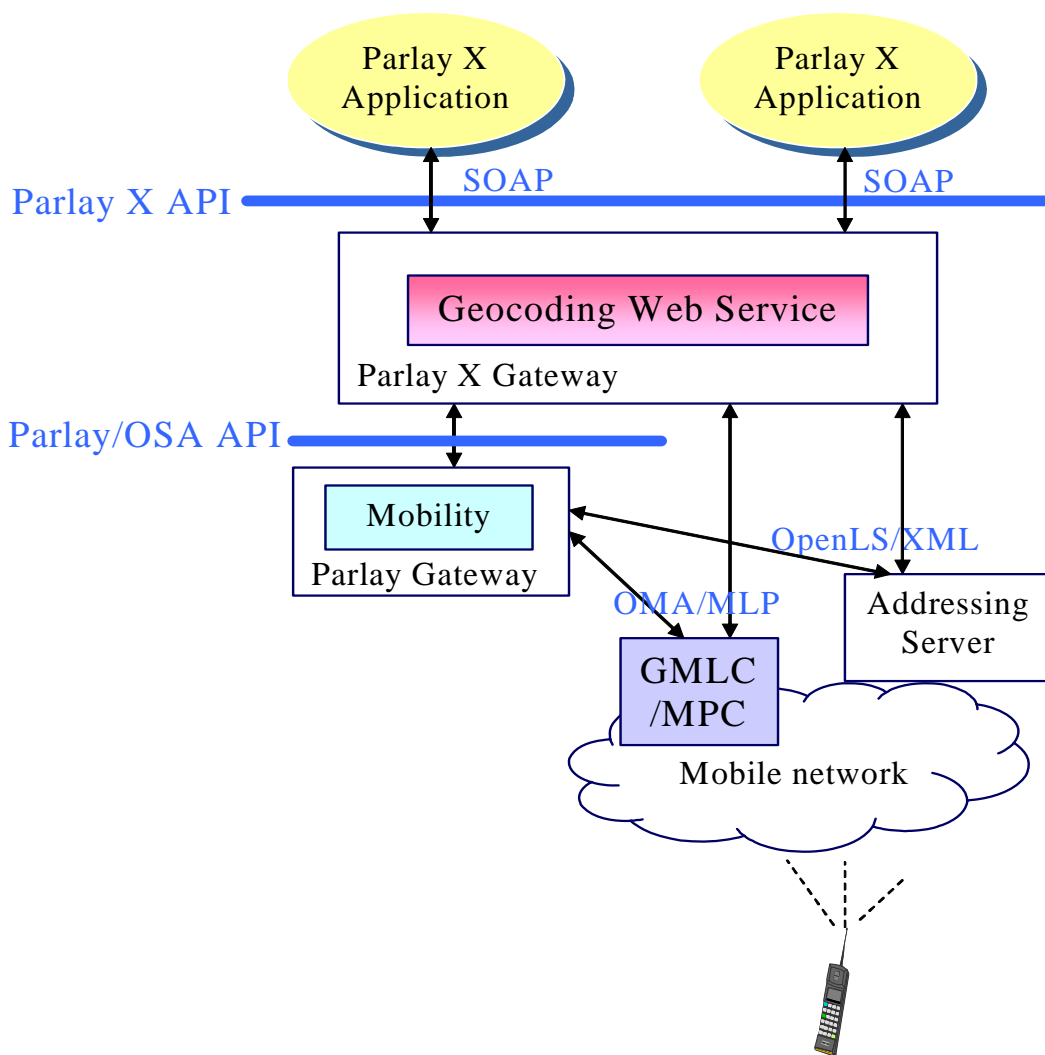 Parlay X
Application
Parlay X
Application
SOAP
SOAP
Parlay X API
Geocoding Web Service
Parlay X Gateway
Parlay/OSA API
Mobility
Parlay Gateway
OpenLS/XML
OMA/MLP
Addressing
Server
GMLC
/MPC
Mobile network